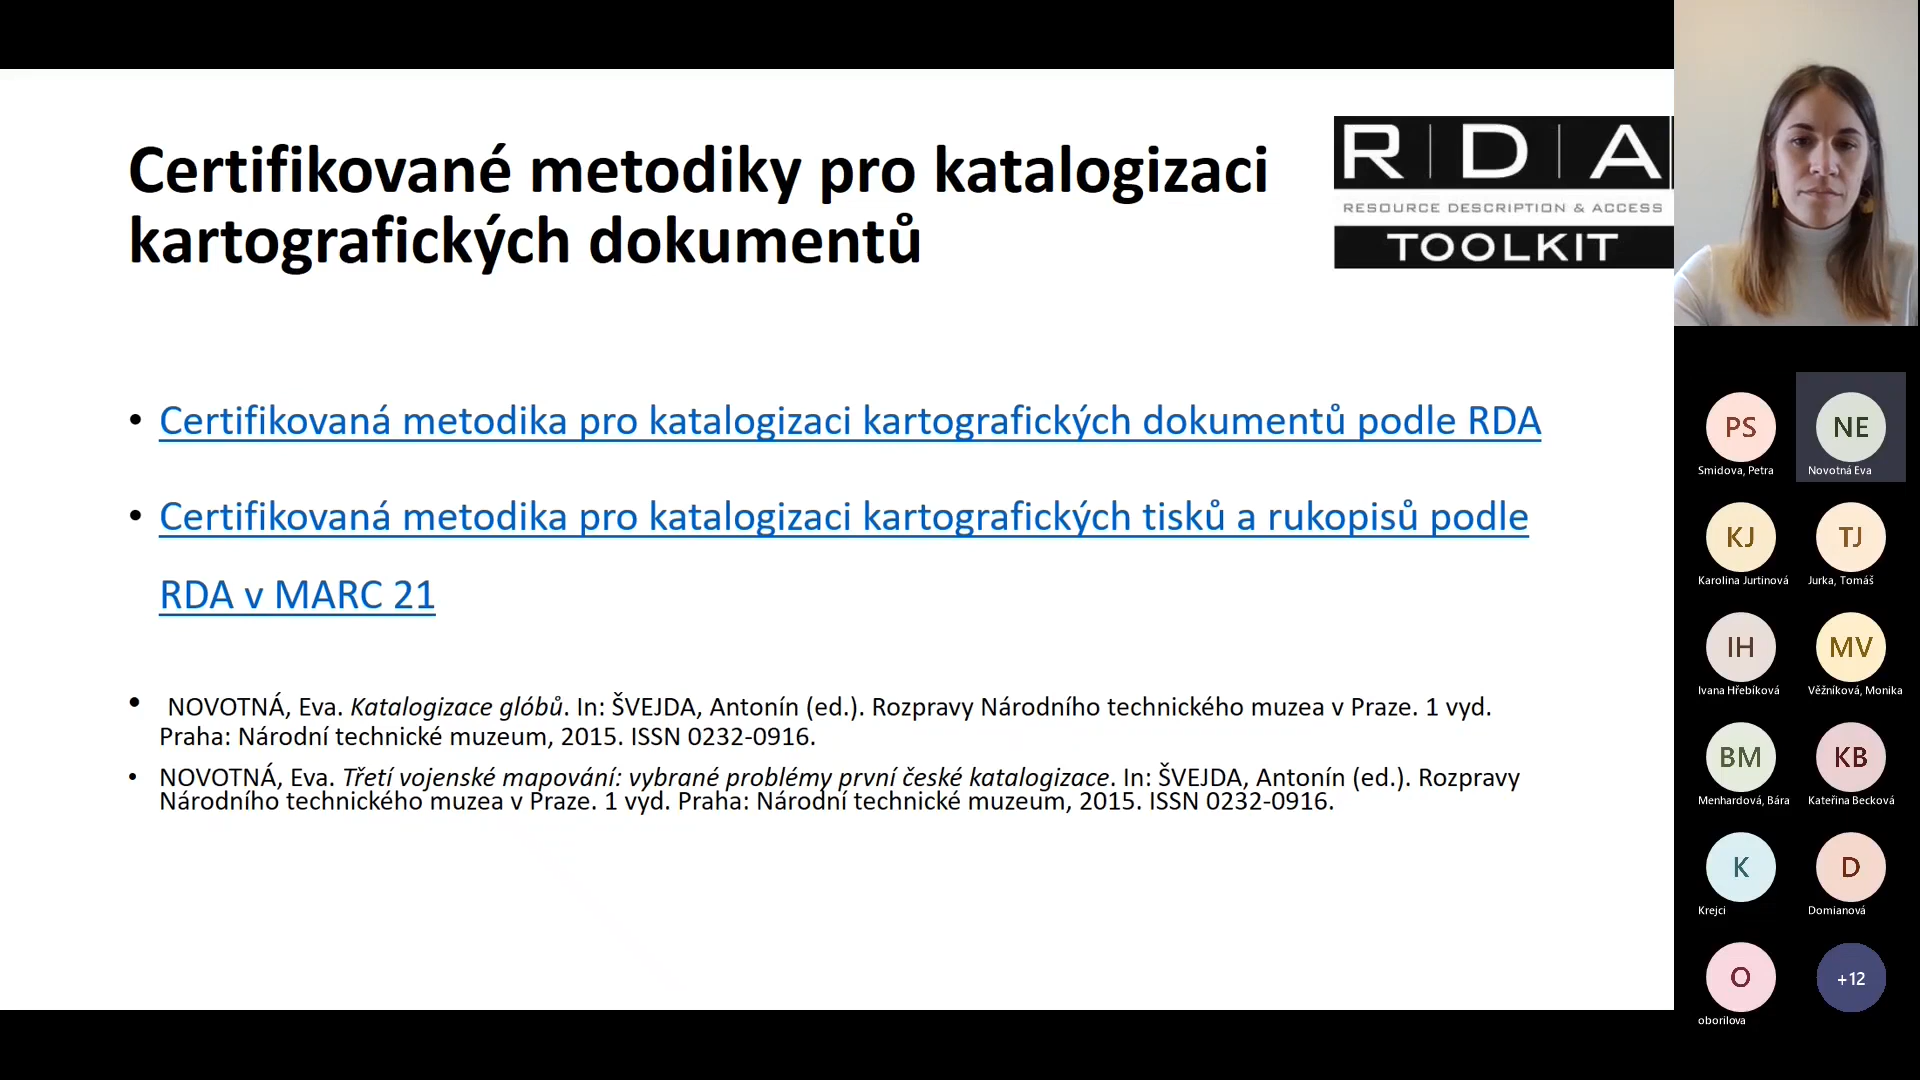 Certifikované metodiky pro katalogizaci
kartografických dokumentů
R|D|A
RESOURCE DESCRIPTION & ACCESS
TOOLKIT
• Certifikovaná metodika pro katalogizaci kartografických dokumentů podle RDA
• Certifikovaná metodika pro katalogizaci kartografických tisků a rukopisů podle
RDA v MARC 21
• NOVOTNÁ, Eva. Katalogizace glóbů. In: ŠVEJDA, Antonín (ed.). Rozpravy Národního technického muzea v Praze. 1 vyd.
Praha: Národní technické muzeum, 2015. ISSN 0232-0916.
• NOVOTNÁ, Eva. Třetí vojenské mapování: vybrané problémy první české katalogizace. In: ŠVEJDA, Antonín (ed.). Rozpravy
Národního technického muzea v Praze. 1 vyd. Praha: Národní technické muzeum, 2015. ISSN 0232-0916.
PS
Smidova, Petra
NE
Novotná Eva
KJ
Karolina Jurtinová
TJ
Jurka, Tomáš
IH
Ivana Hřebíková
MV
Věžníková, Monika
BM
Menhardová, Bára
KB
Kateřina Becková
K
Krejci
D
Domianová
O
oborilova
+12